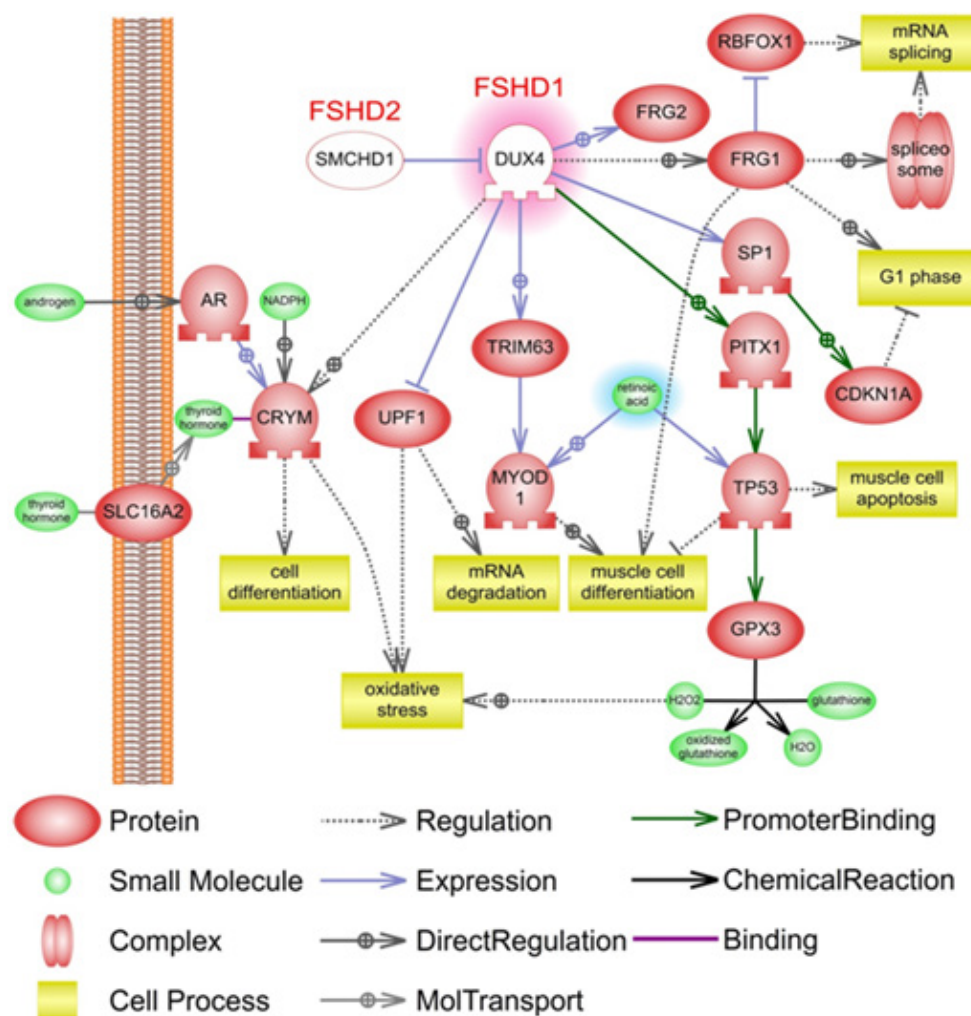 RBFOX1
mRNA
splicing
FSHD1
FSHD2
FRG2
SMCHD1
DUX4
FRG1
spliceo
some
SP1
G1 phase
androgen
AR
NADPH
TRIM63
PITX1
retinoic
acid
CDKN1A
thyroid
hormone
CRYM
UPF1
MYOD
1
TP53
muscle cell
apoptosis
thyroid
hormone
SLC16A2
cell
differentiation
mRNA
degradation
muscle cell
differentiation
GPX3
oxidative
stress
H2O2
glutathione
oxidized
glutathione
H2O
Protein
Regulation
PromoterBinding
Small Molecule
Expression
ChemicalReaction
Complex
DirectRegulation
Binding
Cell Process
MolTransport